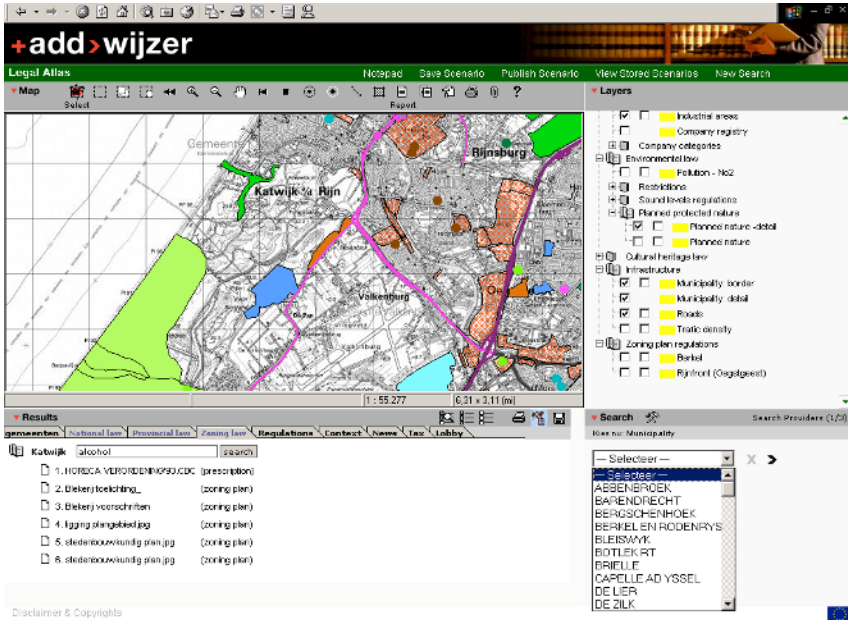 +add>wijzer
Legal Atlas
Notepad Save Scenario Publish Scenario View Stored Scenarios New Search
Map
Select
Report
?
Layers
Industrial areas
Company registry
Company categories
Environmental law
Pollution - No2
Restrictions
Sound levels regulations
Planned protected nature
Planned nature -detail
Planned nature
Cultural heritage law
Infrastructure
Municipality border
Municipality detail
Roads
Trafic density
Zoning plan regulations
Berkel
Rijnfront (Oegstgeest)
Gemeente
Rijnsburg
Katwijk a/ Rijn
Valkenburg
1 : 55.277
6,31 x 3,11 (mi)
Results
gemeenten National law Provincial law Zoning law Regulations Context News Tax Lobby
Katwijk alcohol search
1. HORECA VERORDENING'93.CDC (prescription)
2. Blekerij toelichting_ (zoning plan)
3. Blekerij voorschriften (zoning plan)
4. ligging plangebied.jpg (zoning plan)
5. stedenbouwkundig plan.jpg (zoning plan)
6. stedenbouwkundig plan.jpg (zoning plan)
Search
Search Providers (1/3)
Kies nu: Municipality
--- Selecteer ---
--- Selecteer ---
ABBENBROEK
BARENDRECHT
BERGSCHENHOEK
BERKEL EN RODENRYS
BLEISWYK
BOTLEK RT
BRIELLE
CAPELLE AD YSSEL
DE LIER
DE ZILK
Disclaimer & Copyrights